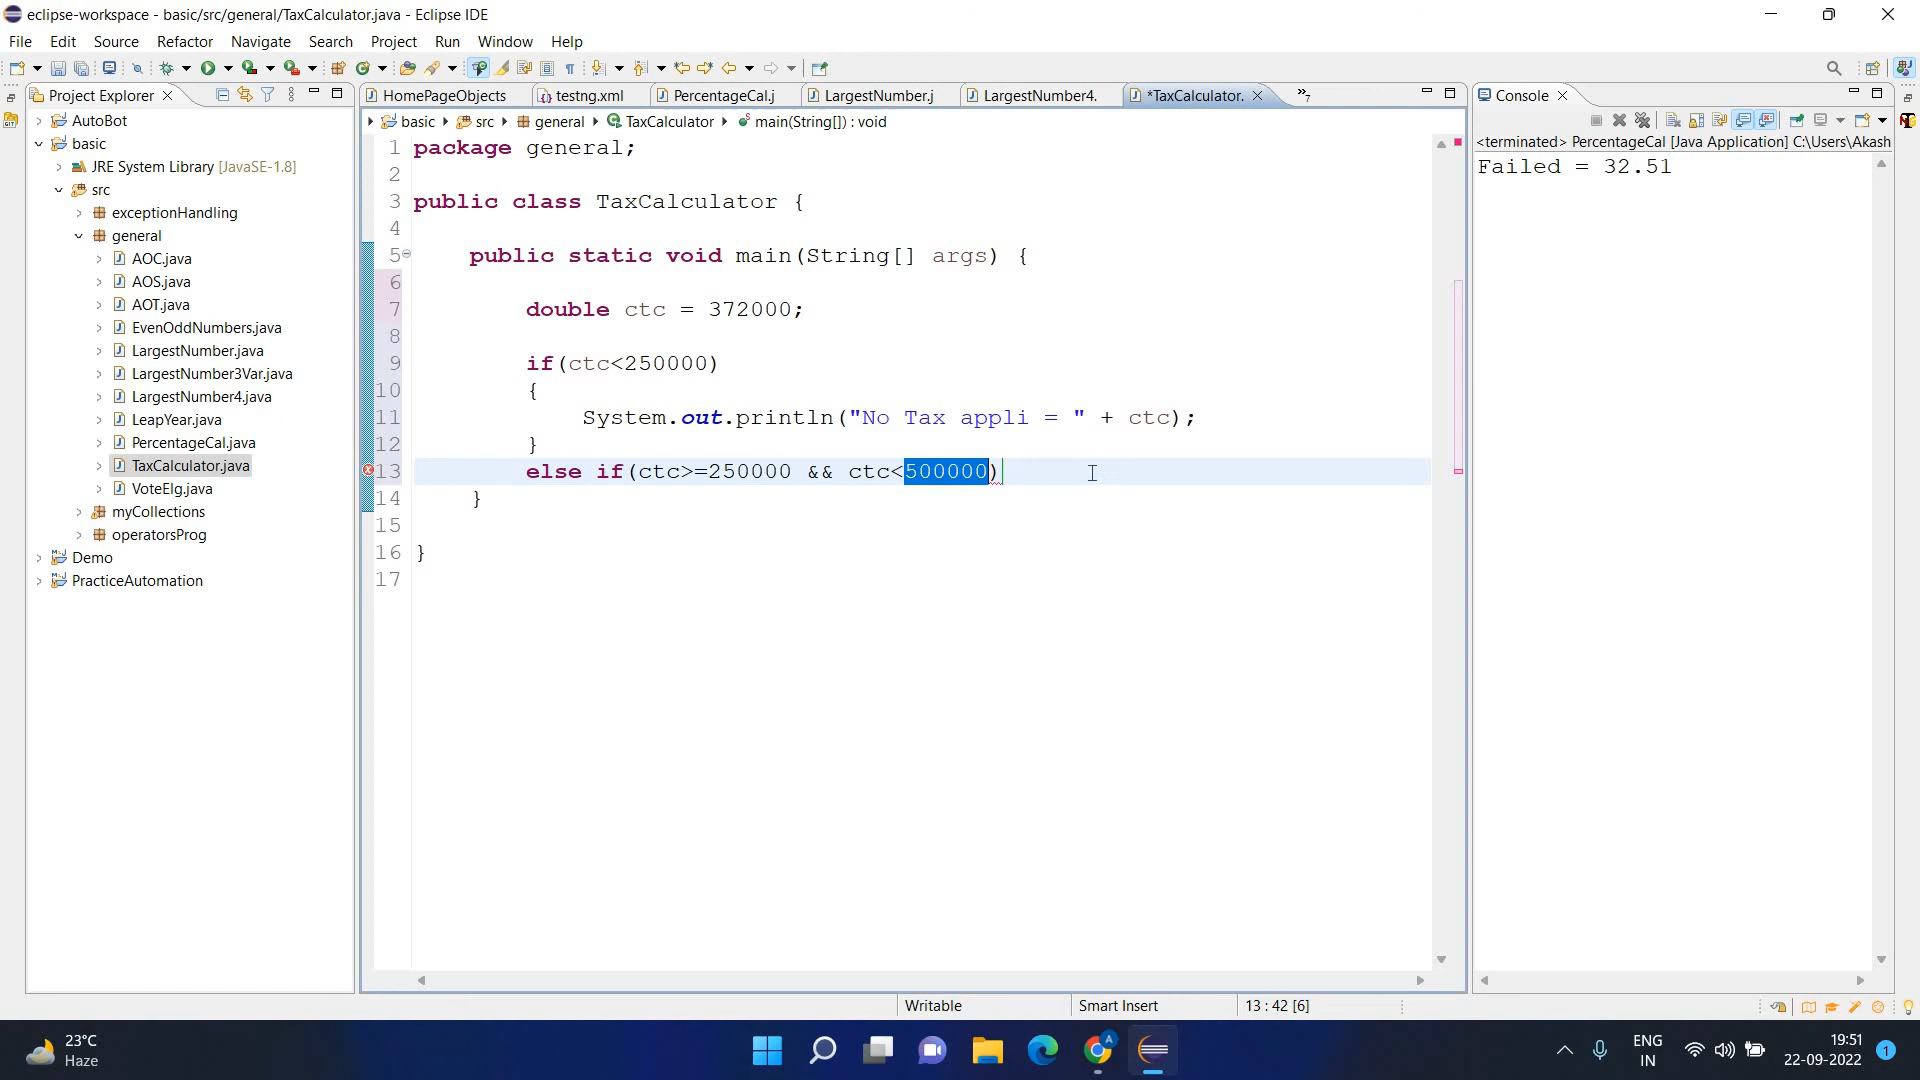 eclipse-workspace - basic/src/general/TaxCalculator.java - Eclipse IDE
File Edit Source Refactor Navigate Search Project Run Window Help
Project Explorer
AutoBot
basic
JRE System Library [JavaSE-1.8]
src
exceptionHandling
general
AOC.java
AOS.java
AOT.java
EvenOddNumbers.java
LargestNumber.java
LargestNumber3Var.java
LargestNumber4.java
LeapYear.java
PercentageCal.java
TaxCalculator.java
VoteElg.java
myCollections
operatorsProg
Demo
PracticeAutomation
HomePageObjects testng.xml PercentageCal.j LargestNumber.j LargestNumber4. *TaxCalculator. »7
basic src general TaxCalculator main(String[]) : void
1 package general;
2
3 public class TaxCalculator {
4
5 public static void main(String[] args) {
6
7 double ctc = 372000;
8
9 if(ctc<250000)
10 {
11 System.out.println("No Tax appli = " + ctc);
12 }
13 else if(ctc>=250000 && ctc<500000)
14 }
15
16 }
17
Console
<terminated> PercentageCal [Java Application] C:\Users\Akash
Failed = 32.51
Writable Smart Insert 13 : 42 [6]
23°C
Haze
ENG
IN
19:51
22-09-2022
1